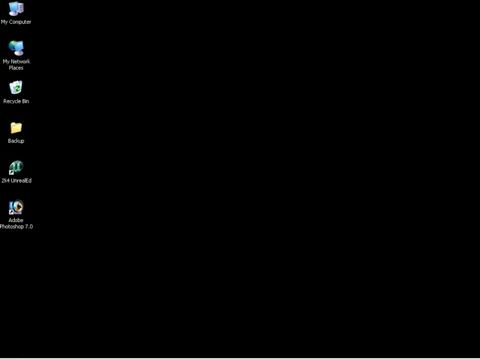 My Computer
My Network
Places
Recycle Bin
Backup
2k4 UnrealEd
Adobe
Photoshop 7.0